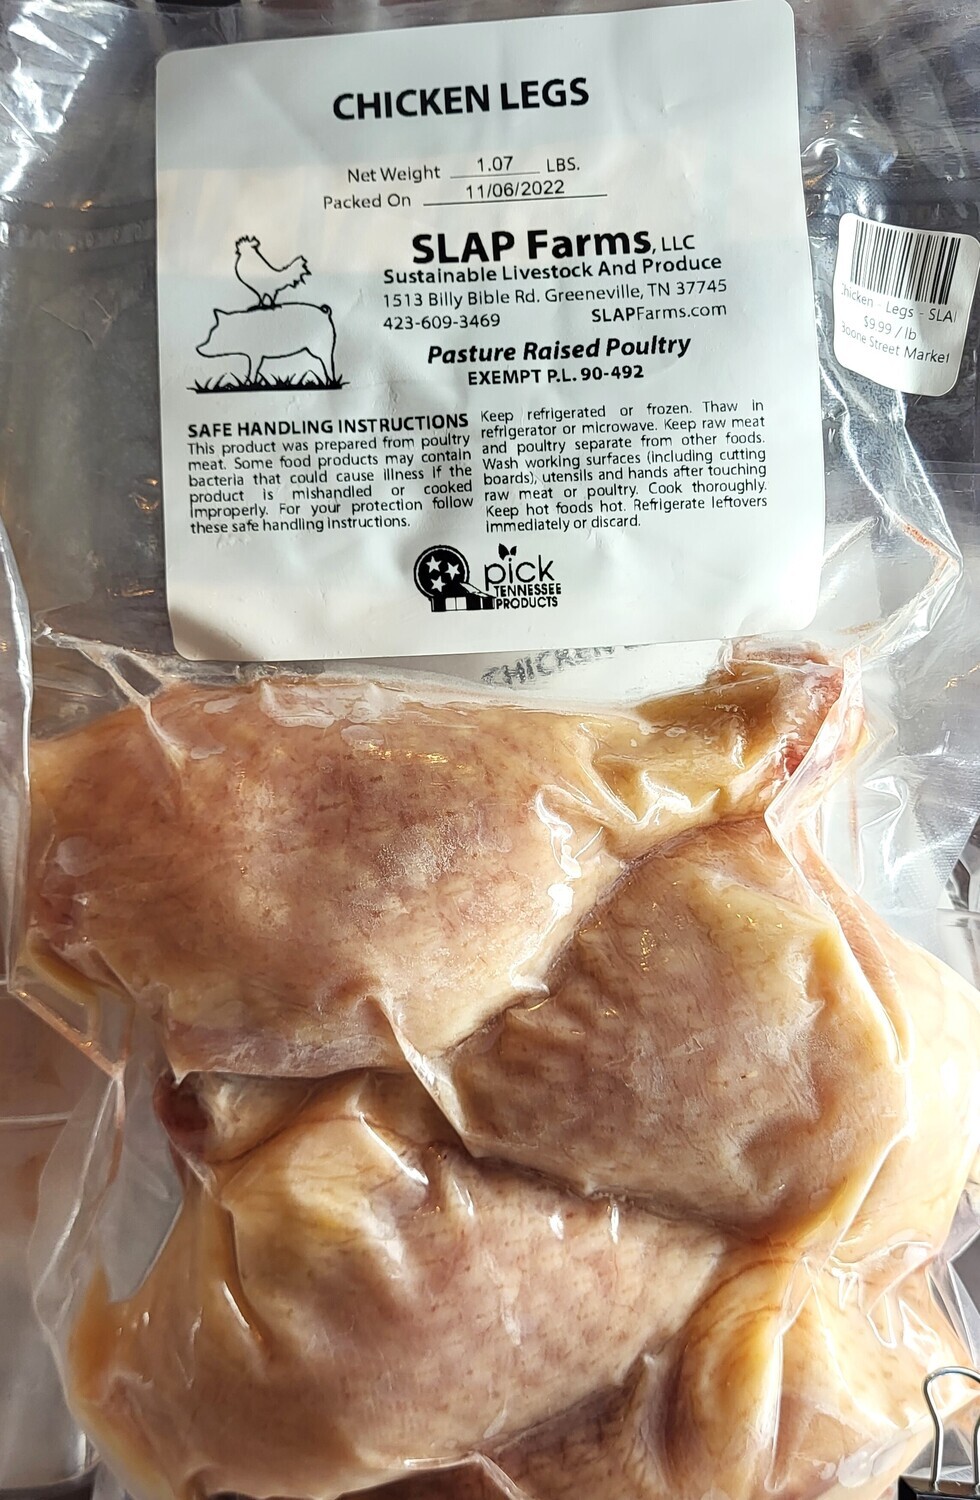 CHICKEN LEGS
Net Weight 1.07 LBS.
Packed On 11/06/2022
SLAP Farms, LLC
Sustainable Livestock And Produce
1513 Billy Bible Rd. Greeneville, TN 37745
423-609-3469 SLAPFarms.com
Pasture Raised Poultry
EXEMPT P.L. 90-492
SAFE HANDLING INSTRUCTIONS
This product was prepared from poultry
meat. Some food products may contain
bacteria that could cause illness if the
product is mishandled or cooked
improperly. For your protection follow
these safe handling instructions.
Keep refrigerated or frozen. Thaw in
refrigerator or microwave. Keep raw meat
and poultry separate from other foods.
Wash working surfaces (including cutting
boards), utensils and hands after touching
raw meat or poultry. Cook thoroughly.
Keep hot foods hot. Refrigerate leftovers
immediately or discard.
pick
TENNESSEE
PRODUCTS
Chicken - Legs - SLA
$9.99 / lb
Boone Street Market
CHICKEN